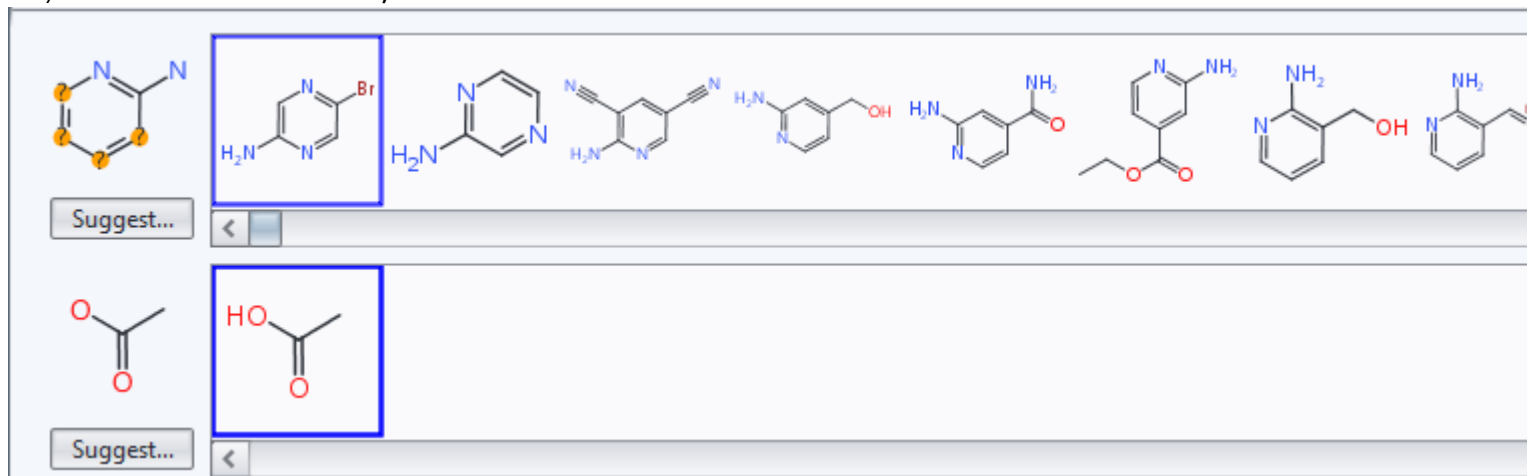 N N
? ? ? ?
N Br
H₂N N
N
H₂N N
N N
H₂N N
H₂N
OH
N
NH₂
H₂N
O
N
N NH₂
O O
NH₂
N OH
NH₂
N
Suggest...
O
O
HO
O
Suggest...